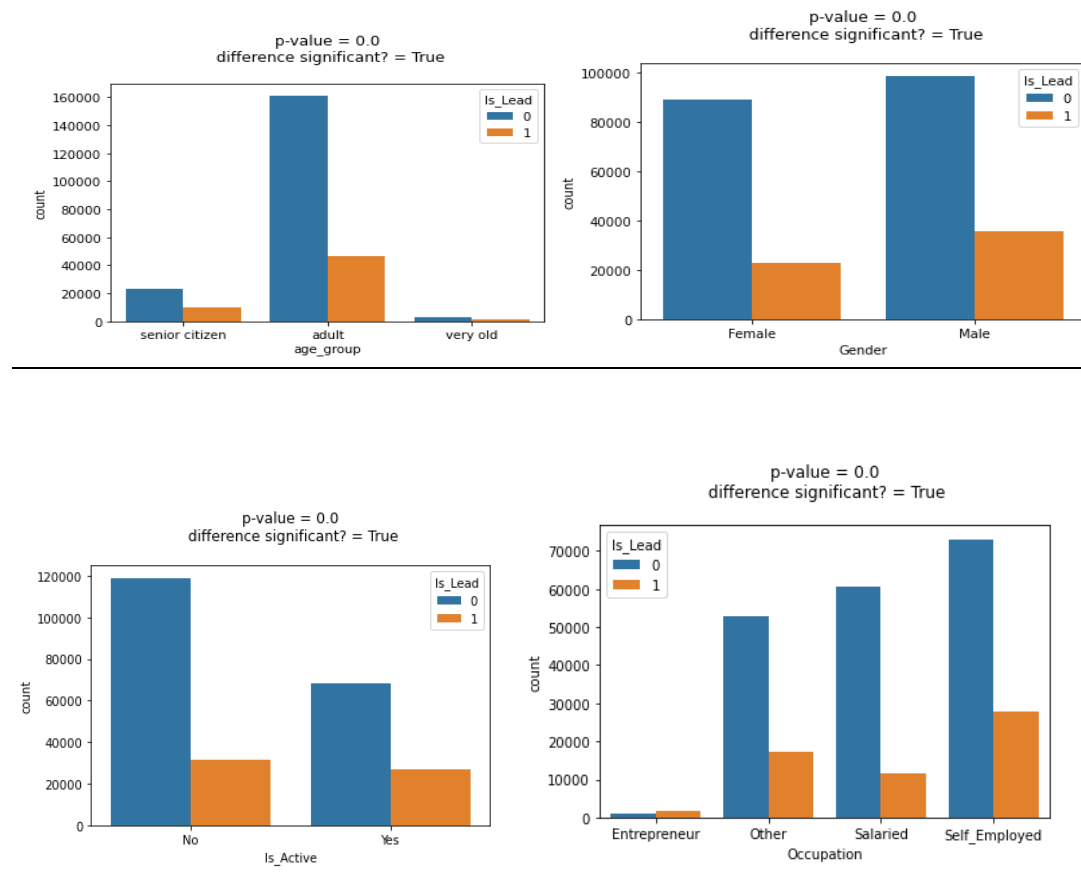 p-value = 0.0
difference significant? = True
Is_Lead
0
1
160000
140000
120000
100000
80000
60000
40000
20000
0
count
senior citizen
adult
very old
age_group
p-value = 0.0
difference significant? = True
Is_Lead
0
1
100000
80000
60000
40000
20000
0
count
Female
Male
Gender
p-value = 0.0
difference significant? = True
Is_Lead
0
1
120000
100000
80000
60000
40000
20000
0
count
No
Yes
Is_Active
p-value = 0.0
difference significant? = True
Is_Lead
0
1
70000
60000
50000
40000
30000
20000
10000
0
count
Entrepreneur
Other
Salaried
Self_Employed
Occupation